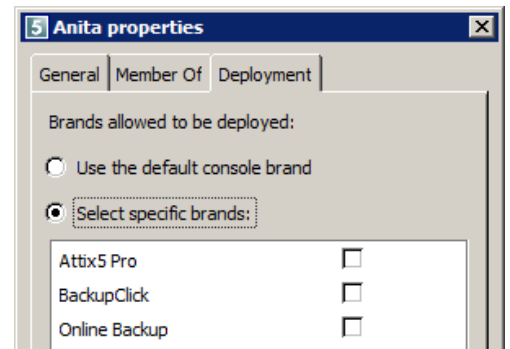 5 Anita properties
General Member Of Deployment
Brands allowed to be deployed:
Use the default console brand
Select specific brands:
Attix5 Pro
BackupClick
Online Backup